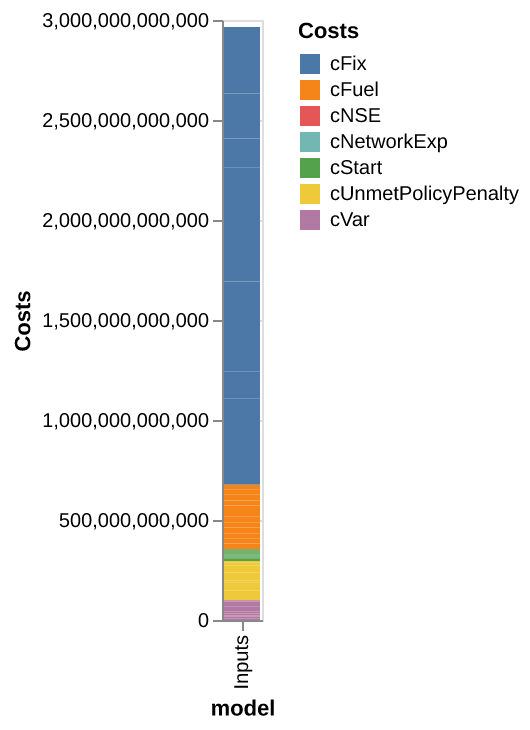 3,000,000,000,000
2,500,000,000,000
2,000,000,000,000
1,500,000,000,000
1,000,000,000,000
500,000,000,000
0
Costs
Inputs
model
Costs
cFix
cFuel
cNSE
cNetworkExp
cStart
cUnmetPolicyPenalty
cVar